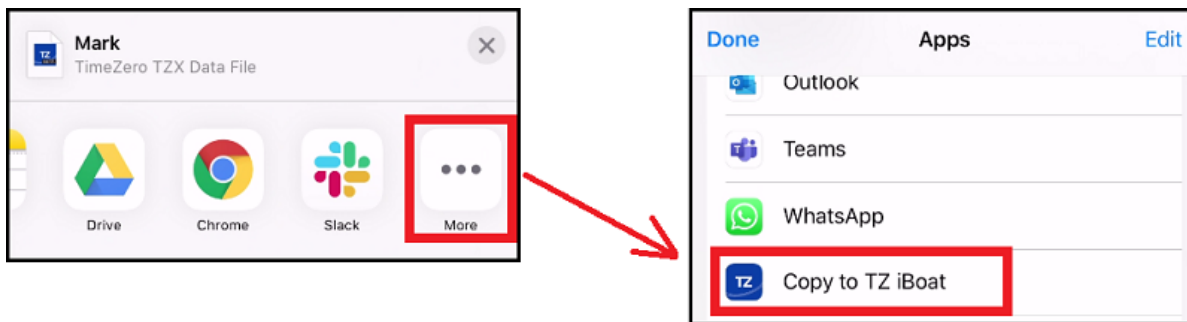 Mark
TimeZero TZX Data File
Drive
Chrome
Slack
More
Done
Apps
Edit
Outlook
Teams
WhatsApp
TZ
Copy to TZ iBoat